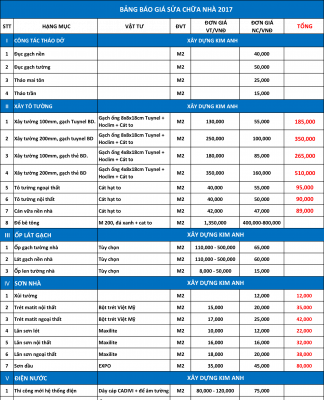 BẢNG BÁO GIÁ SỬA CHỮA NHÀ 2017
STT HẠNG MỤC VẬT TƯ ĐVT ĐƠN GIÁ VT/VNĐ ĐƠN GIÁ NC/VNĐ TỔNG
I CÔNG TÁC THÁO DỠ XÂY DỰNG KIM ANH
1 Đục gạch nền M2 40,000
2 Đục gạch tường M2 50,000
3 Tháo mái tôn M2 25,000
4 Tháo trần M2 15,000
II XÂY TÔ TƯỜNG XÂY DỰNG KIM ANH
1 Xây tường 100mm, gạch Tuynel BD. Gạch ống 8x8x18cm Tuynel + Hoclim + Cát to M2 130,000 55,000 185,000
2 Xây tường 200mm, gạch tuynel BD Gạch ống 8x8x18cm Tuynel + Hoclim + Cát to M2 250,000 100,000 350,000
3 Xây tường 100mm, gạch thẻ BD. Gạch ống 4x8x18cm Tuynel + Hoclim + Cát to M2 180,000 85,000 265,000
4 Xây tường 200mm, gạch thẻ BD Gạch ống 4x8x18cm Tuynel + Hoclim + Cát to M2 350,000 160,000 510,000
5 Tô tường ngoại thất Cát hạt to M2 40,000 55,000 95,000
6 Tô tường nội thất Cát hạt to M2 40,000 50,000 90,000
7 Cán vữa nền nhà Cát hạt to M2 42,000 47,000 89,000
8 Đổ bê tông M 200, đá xanh + cat to M2 1,350,000 400,000-800,000
III ỐP LÁT GẠCH XÂY DỰNG KIM ANH
1 Ốp gạch tường nhà Tùy chọn M2 110,000 - 500,000 65,000
2 Lát gạch nền nhà Tùy chọn M2 110,000 - 500,000 60,000
3 Ốp len tường nhà Tùy chọn M2 8,000 - 50,000 15,000
IV SƠN NHÀ XÂY DỰNG KIM ANH
1 Xủi tường M2 12,000 12,000
2 Trét matit nội thất Bột trét Việt Mỹ M2 15,000 20,000 35,000
3 Trét matit ngoại thất Bột trét Việt Mỹ M2 17,000 25,000 42,000
4 Lăn sơn lót Maxilite M2 10,000 12,000 22,000
5 Lăn sơn nội thất Maxilite M2 16,000 16,000 32,000
6 Lăn sơn ngoại thất Maxilite M2 18,000 20,000 38,000
7 Sơn dầu EXPO M2 35,000 45,000 80,000
V ĐIỆN NƯỚC XÂY DỰNG KIM ANH
1 Thi công mới hệ thống điện Dây cáp CADIVI + đế âm tường M2 80,000 - 120,000 75,000